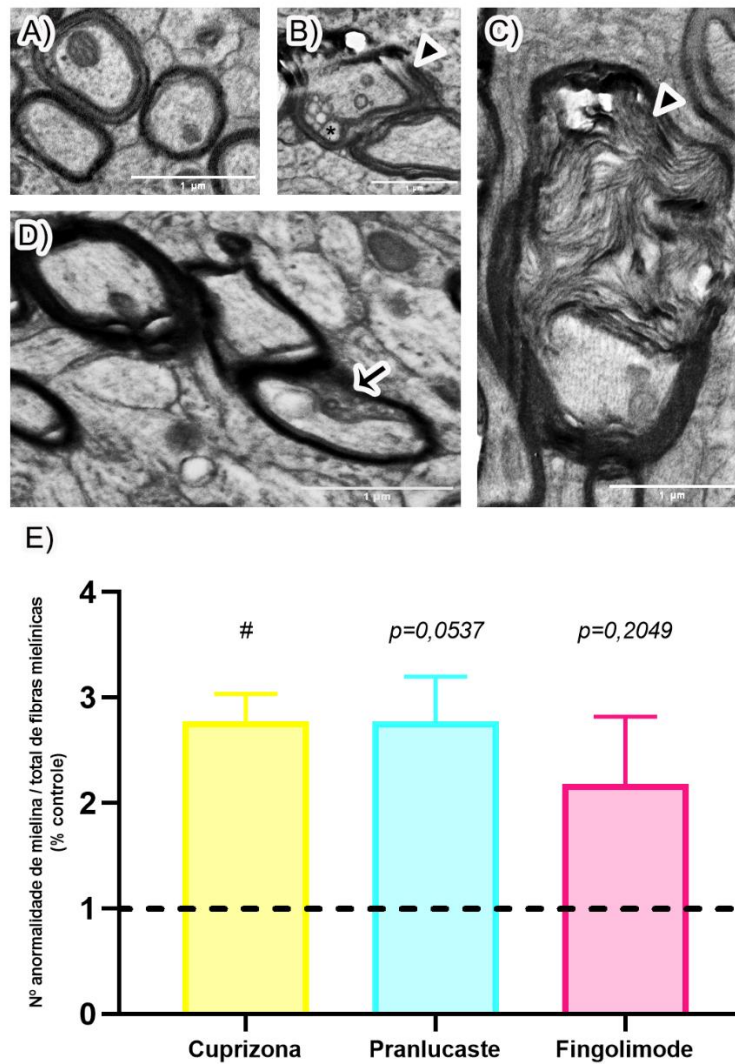 A)
B)
C)
*
1 µm
1 µm
D)
1 µm
1 µm
E)
Nº anormalidade de mielina / total de fibras mielínicas
(% controle)
4
3
2
1
0
#
p=0,0537
p=0,2049
Cuprizona
Pranlucaste
Fingolimode